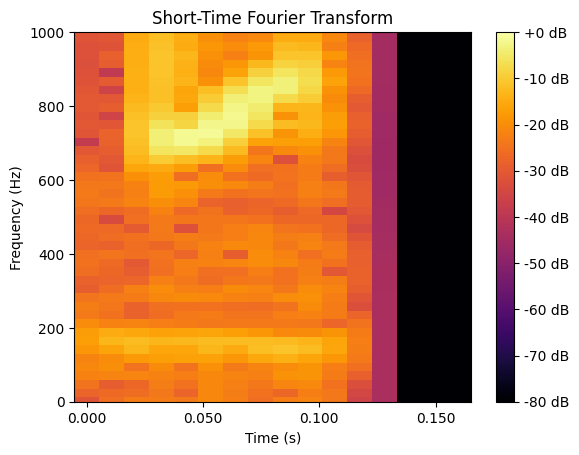 Short-Time Fourier Transform
Frequency (Hz)
1000
800
600
400
200
0
0.000
0.050
0.100
0.150
Time (s)
+0 dB
-10 dB
-20 dB
-30 dB
-40 dB
-50 dB
-60 dB
-70 dB
-80 dB